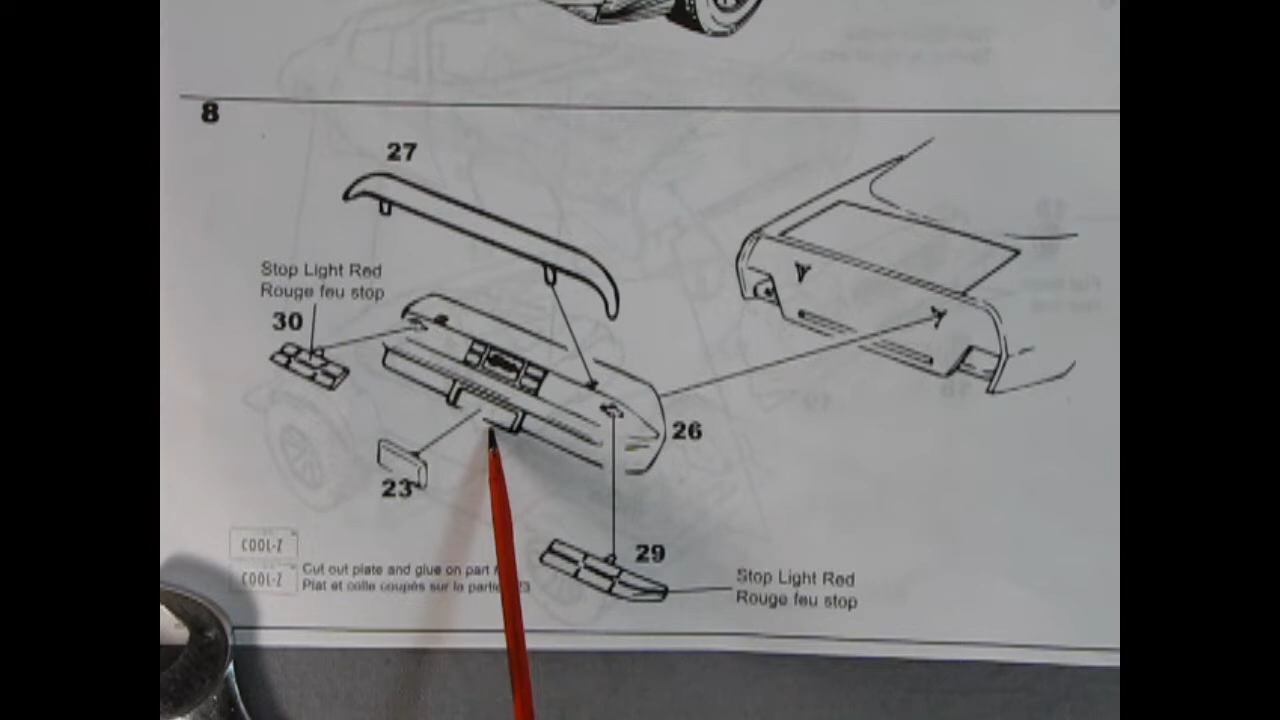 8
27
Stop Light Red
Rouge feu stop
30
26
23
29
COOL-Z
COOL-Z
Cut out plate and glue on part
Plat et colle coupés sur la partie 23
Stop Light Red
Rouge feu stop